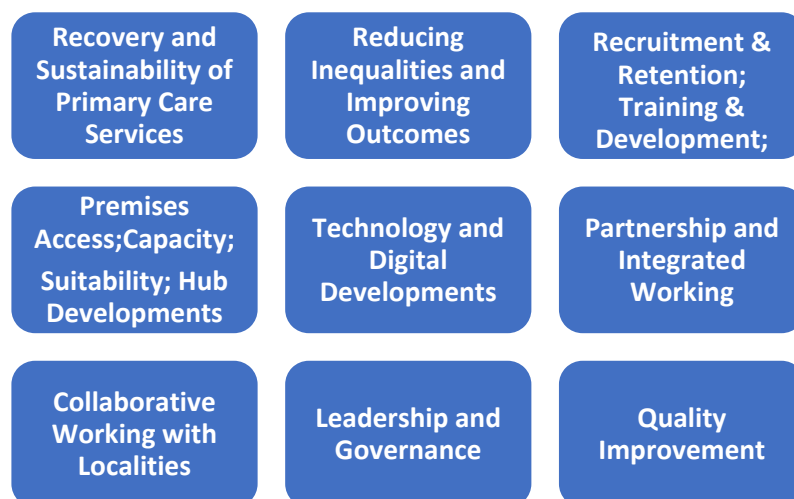 Recovery and
Sustainability of
Primary Care
Services
Reducing
Inequalities and
Improving
Outcomes
Recruitment &
Retention;
Training &
Development;
Premises
Access;Capacity;
Suitability; Hub
Developments
Technology and
Digital
Developments
Partnership and
Integrated
Working
Collaborative
Working with
Localities
Leadership and
Governance
Quality
Improvement